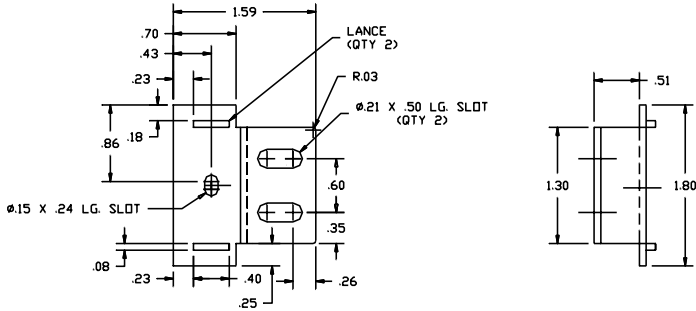 1.59
.70
.43
.23
LANCE
(QTY 2)
R.03
ø.21 X .50 LG. SLOT
(QTY 2)
.51
.18
.86
.60
1.30
1.80
ø.15 X .24 LG. SLOT
.35
.08
.23
.40
.26
.25